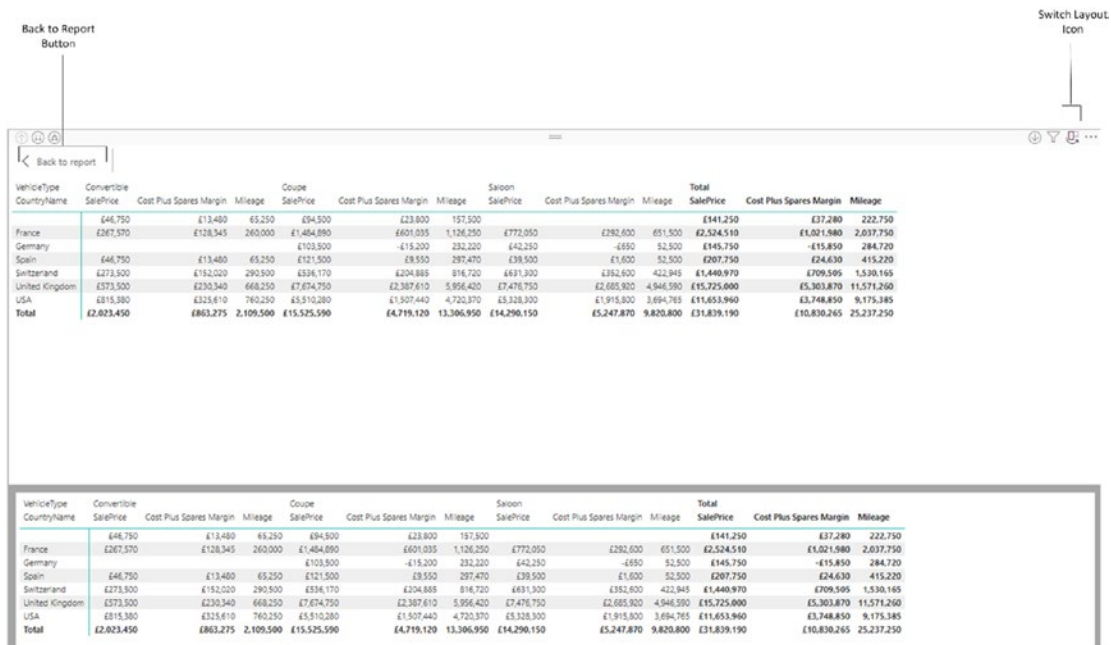 Back to Report
Button
Switch Layout
Icon
Back to report
VehicleType Convertible Coupe Saloon Total
CountryName SalePrice Cost Plus Spares Margin Mileage SalePrice Cost Plus Spares Margin Mileage SalePrice Cost Plus Spares Margin Mileage SalePrice Cost Plus Spares Margin Mileage
£46,750 £13,480 65,250 £94,500 £23,800 157,500 £141,250 £37,280 222,750
France £267,570 £128,345 260,000 £1,484,890 £601,035 1,126,250 £772,050 £292,600 651,500 £2,524,510 £1,021,980 2,037,750
Germany £103,500 -£15,200 232,220 £42,250 -£650 52,500 £145,750 -£15,850 284,720
Spain £46,750 £13,480 65,250 £121,500 £9,550 297,470 £39,500 £1,600 52,500 £207,750 £24,630 415,220
Switzerland £273,500 £152,020 290,500 £536,170 £204,885 816,720 £631,300 £352,600 422,945 £1,440,970 £709,505 1,530,165
United Kingdom £573,500 £230,340 668,250 £7,674,750 £2,387,610 5,956,420 £7,476,750 £2,685,920 4,946,590 £15,725,000 £5,303,870 11,571,260
USA £815,380 £325,610 760,250 £5,510,280 £1,507,440 4,720,370 £5,328,300 £1,915,800 3,694,765 £11,653,960 £3,748,850 9,175,385
Total £2,023,450 £863,275 2,109,500 £15,525,590 £4,719,120 13,306,950 £14,290,150 £5,247,870 9,820,800 £31,839,190 £10,830,265 25,237,250
VehicleType Convertible Coupe Saloon Total
CountryName SalePrice Cost Plus Spares Margin Mileage SalePrice Cost Plus Spares Margin Mileage SalePrice Cost Plus Spares Margin Mileage SalePrice Cost Plus Spares Margin Mileage
£46,750 £13,480 65,250 £94,500 £23,800 157,500 £141,250 £37,280 222,750
France £267,570 £128,345 260,000 £1,484,890 £601,035 1,126,250 £772,050 £292,600 651,500 £2,524,510 £1,021,980 2,037,750
Germany £103,500 -£15,200 232,220 £42,250 -£650 52,500 £145,750 -£15,850 284,720
Spain £46,750 £13,480 65,250 £121,500 £9,550 297,470 £39,500 £1,600 52,500 £207,750 £24,630 415,220
Switzerland £273,500 £152,020 290,500 £536,170 £204,885 816,720 £631,300 £352,600 422,945 £1,440,970 £709,505 1,530,165
United Kingdom £573,500 £230,340 668,250 £7,674,750 £2,387,610 5,956,420 £7,476,750 £2,685,920 4,946,590 £15,725,000 £5,303,870 11,571,260
USA £815,380 £325,610 760,250 £5,510,280 £1,507,440 4,720,370 £5,328,300 £1,915,800 3,694,765 £11,653,960 £3,748,850 9,175,385
Total £2,023,450 £863,275 2,109,500 £15,525,590 £4,719,120 13,306,950 £14,290,150 £5,247,870 9,820,800 £31,839,190 £10,830,265 25,237,250